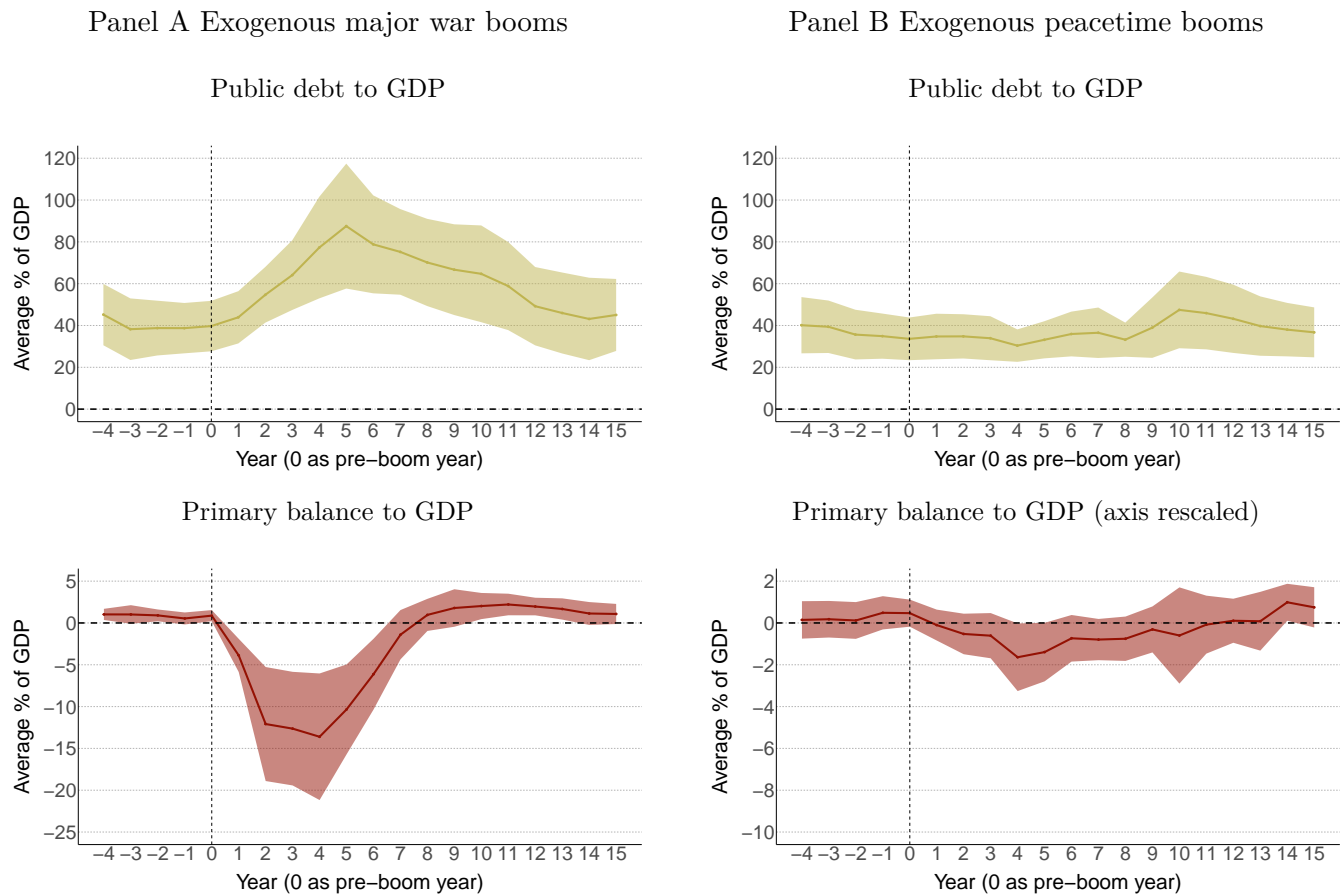 Panel A Exogenous major war booms
Public debt to GDP
Average % of GDP
120
100
80
60
40
20
0
−4 −3 −2 −1 0 1 2 3 4 5 6 7 8 9 10 11 12 13 14 15
Year (0 as pre−boom year)
Primary balance to GDP
Average % of GDP
5
0
−5
−10
−15
−20
−25
−4 −3 −2 −1 0 1 2 3 4 5 6 7 8 9 10 11 12 13 14 15
Year (0 as pre−boom year)
Panel B Exogenous peacetime booms
Public debt to GDP
Average % of GDP
120
100
80
60
40
20
0
−4 −3 −2 −1 0 1 2 3 4 5 6 7 8 9 10 11 12 13 14 15
Year (0 as pre−boom year)
Primary balance to GDP (axis rescaled)
Average % of GDP
2
0
−2
−4
−6
−8
−10
−4 −3 −2 −1 0 1 2 3 4 5 6 7 8 9 10 11 12 13 14 15
Year (0 as pre−boom year)